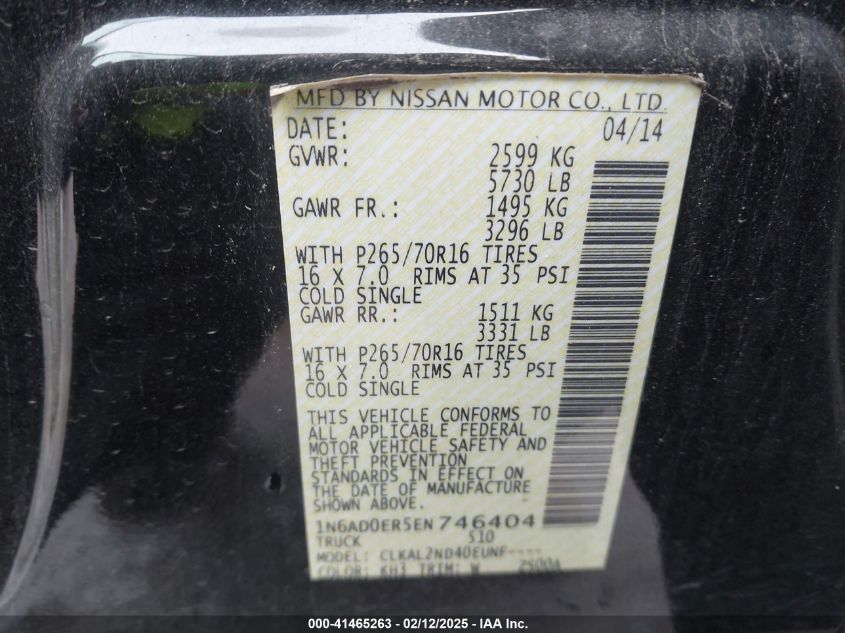 MFD BY NISSAN MOTOR CO., LTD.
DATE: 04/14
GVWR: 2599 KG
5730 LB
GAWR FR.: 1495 KG
3296 LB
WITH P265/70R16 TIRES
16 X 7.0 RIMS AT 35 PSI
COLD SINGLE
GAWR RR.: 1511 KG
3331 LB
WITH P265/70R16 TIRES
16 X 7.0 RIMS AT 35 PSI
COLD SINGLE
THIS VEHICLE CONFORMS TO
ALL APPLICABLE FEDERAL
MOTOR VEHICLE SAFETY AND
THEFT PREVENTION
STANDARDS IN EFFECT ON
THE DATE OF MANUFACTURE
SHOWN ABOVE.
1N6AD0ER5EN746404
TRUCK 510
MODEL: CLKAL2ND40EUNF----
COLOR: KH3 TRIM: W 2500A
000-41465263 - 02/12/2025 - IAA Inc.